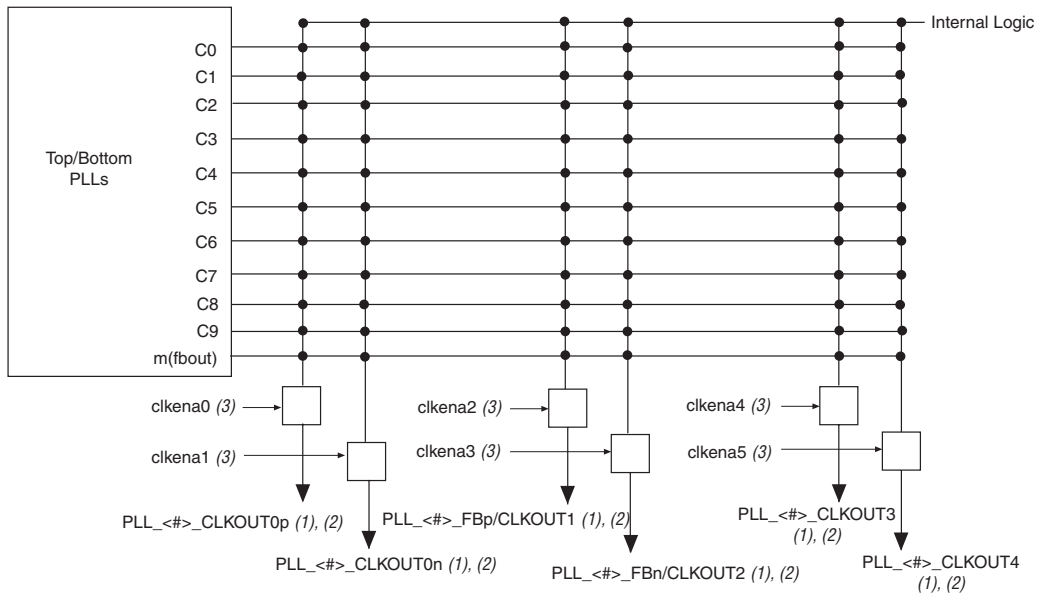 Internal Logic
C0
C1
C2
C3
Top/Bottom
PLLs
C4
C5
C6
C7
C8
C9
m(fbout)
clkena0 (3)
clkena2 (3)
clkena4 (3)
clkena1 (3)
clkena3 (3)
clkena5 (3)
PLL_<#>_CLKOUT0p (1), (2)
PLL_<#>_FBp/CLKOUT1 (1), (2)
PLL_<#>_CLKOUT3
(1), (2)
PLL_<#>_CLKOUT0n (1), (2)
PLL_<#>_FBn/CLKOUT2 (1), (2)
PLL_<#>_CLKOUT4
(1), (2)